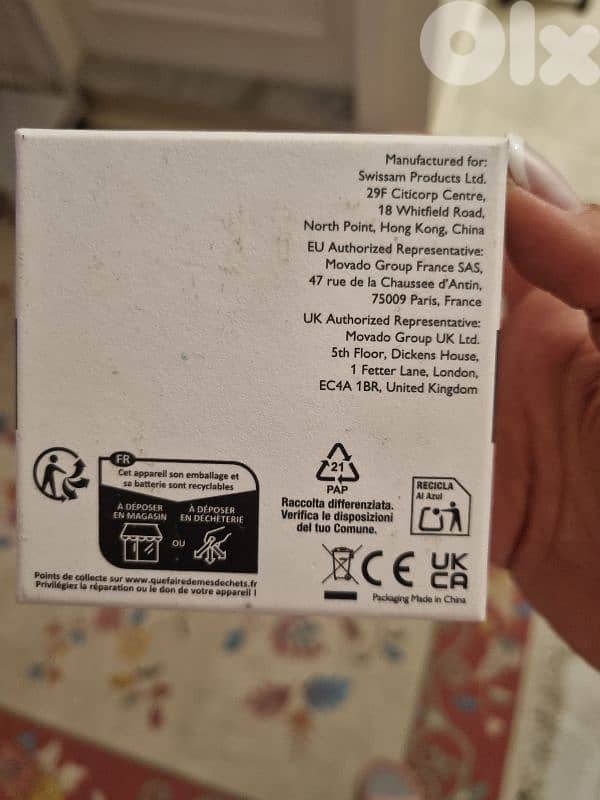 Olx
Manufactured for:
Swissam Products Ltd.
29F Citicorp Centre,
18 Whitfield Road,
North Point, Hong Kong, China
EU Authorized Representative:
Movado Group France SAS,
47 rue de la Chaussee d'Antin,
75009 Paris, France
UK Authorized Representative:
Movado Group UK Ltd.
5th Floor, Dickens House,
1 Fetter Lane, London,
EC4A 1BR, United Kingdom
FR
Cet appareil son emballage et
sa batterie sont recyclables
À DÉPOSER
EN MAGASIN
OU
À DÉPOSER
EN DÉCHÈTERIE
Points de collecte sur www.quefairedemesdechets.fr
Privilégiez la réparation ou le don de votre appareil !
21
PAP
Raccolta differenziata.
Verifica le disposizioni
del tuo Comune.
RECICLA
Al Azul
CE
UK
CA
Packaging Made in China